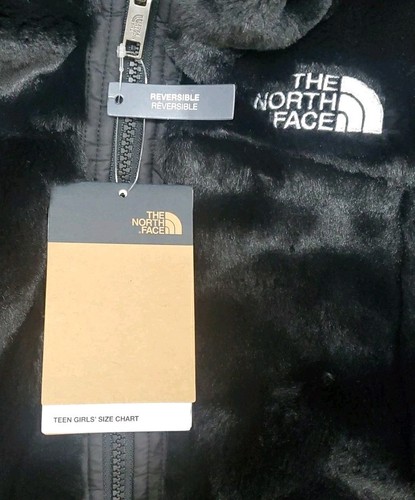 REVERSIBLE
RÉVERSIBLE
THE
NORTH
FACE
THE
NORTH
FACE
TEEN GIRLS' SIZE CHART